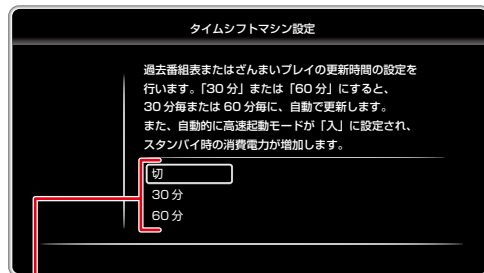 タイムシフトマシン設定
過去番組表またはざんまいプレイの更新時間の設定を
行います。「30 分」または「60 分」にすると、
30 分毎または 60 分毎に、自動で更新します。
また、自動的に高速起動モードが「入」に設定され、
スタンバイ時の消費電力が増加します。
切
30 分
60 分